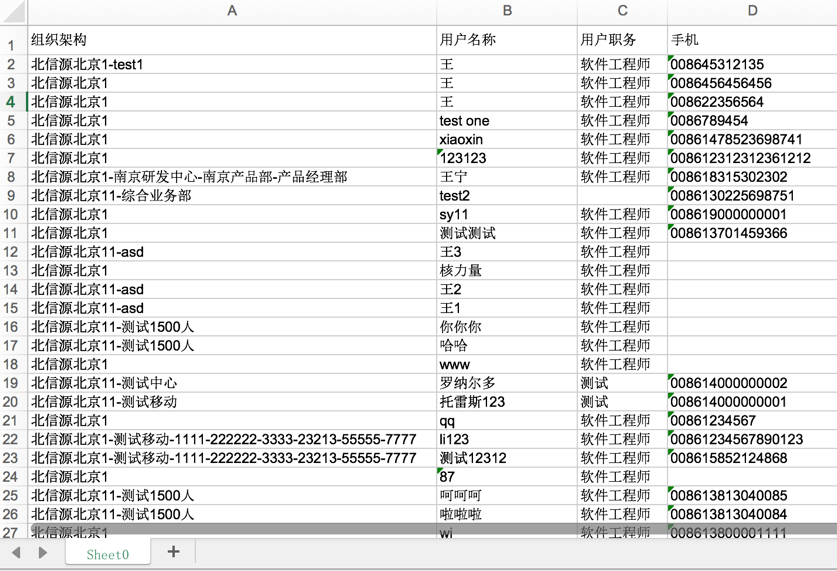 A B C D
1 组织架构 用户名称 用户职务 手机
2 北信源北京1-test1 王 软件工程师 008645312135
3 北信源北京1 王 软件工程师 0086456456456
4 北信源北京1 王 软件工程师 008622356564
5 北信源北京1 test one 软件工程师 0086789454
6 北信源北京1 xiaoxin 软件工程师 00861478523698741
7 北信源北京1 123123 软件工程师 008612312312361212
8 北信源北京1-南京研发中心-南京产品部-产品经理部 王宁 软件工程师 008618315302302
9 北信源北京11-综合业务部 test2 0086130225698751
10 北信源北京1 sy11 软件工程师 008619000000001
11 北信源北京1 测试测试 软件工程师 008613701459366
12 北信源北京11-asd 王3 软件工程师
13 北信源北京1 核力量 软件工程师
14 北信源北京11-asd 王2 软件工程师
15 北信源北京11-asd 王1 软件工程师
16 北信源北京11-测试1500人 你你你 软件工程师
17 北信源北京11-测试1500人 哈哈 软件工程师
18 北信源北京1 www 软件工程师
19 北信源北京11-测试中心 罗纳尔多 测试 008614000000002
20 北信源北京11-测试移动 托雷斯123 测试 008614000000001
21 北信源北京1 qq 软件工程师 00861234567
22 北信源北京1-测试移动-1111-222222-3333-23213-55555-7777 li123 软件工程师 00861234567890123
23 北信源北京1-测试移动-1111-222222-3333-23213-55555-7777 测试12312 软件工程师 008615852124868
24 北信源北京1 87 软件工程师
25 北信源北京11-测试1500人 呵呵呵 软件工程师 008613813040085
26 北信源北京11-测试1500人 啦啦啦 软件工程师 008613813040084
27 北信源北京1 wj 软件工程师 008613800001111
Sheet0 +